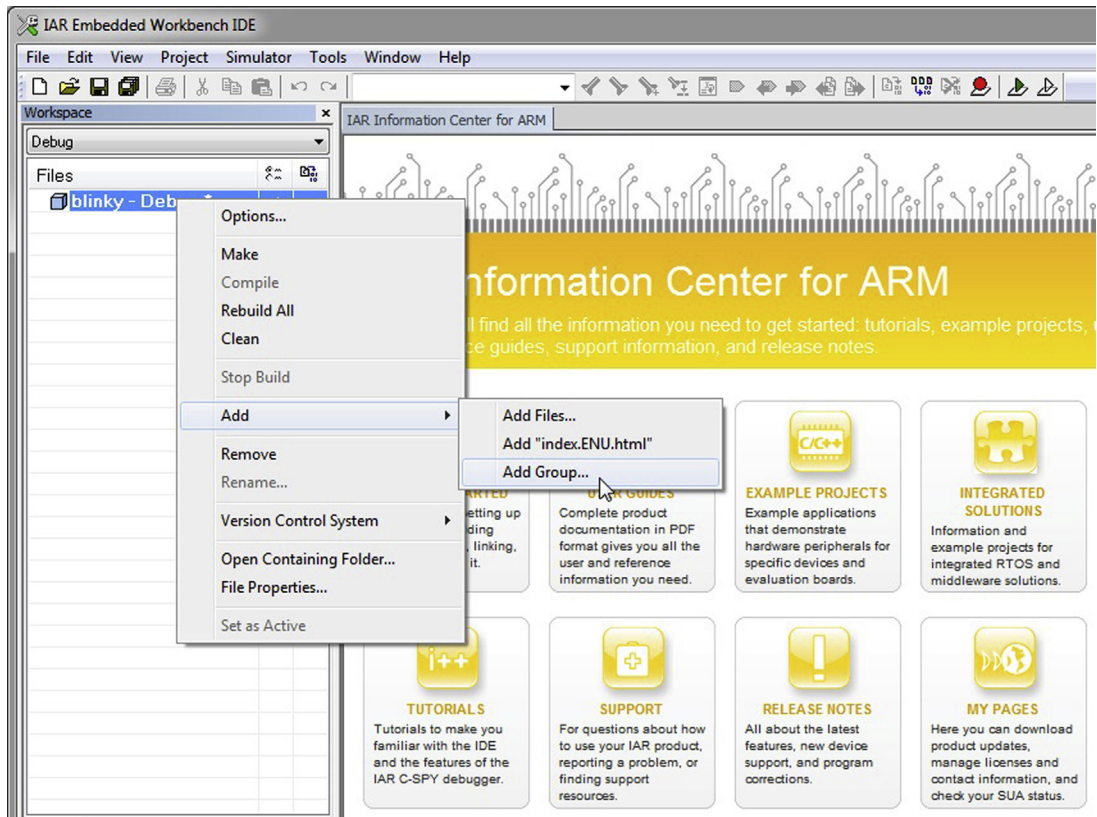 IAR Embedded Workbench IDE
File Edit View Project Simulator Tools Window Help
Workspace
IAR Information Center for ARM
Debug
Files
blinky - Deb
Options...
Make
Compile
Rebuild All
Clean
Stop Build
Add
Remove
Rename...
Version Control System
Open Containing Folder...
File Properties...
Set as Active
Add Files...
Add "index.ENU.html"
Add Group...
Information Center for ARM
find all the information you need to get started: tutorials, example projects,
guides, support information, and release notes.
USER GUIDES
Complete product
documentation in PDF
format gives you all the
user and reference
information you need.
C/C++
EXAMPLE PROJECTS
Example applications
that demonstrate
hardware peripherals for
specific devices and
evaluation boards.
INTEGRATED
SOLUTIONS
Information and
example projects for
integrated RTOS and
middleware solutions.
etting up
ding
, linking,
it.
i++
TUTORIALS
Tutorials to make you
familiar with the IDE
and the features of the
IAR C-SPY debugger.
SUPPORT
For questions about how
to use your IAR product,
reporting a problem, or
finding support
resources.
RELEASE NOTES
All about the latest
features, new device
support, and program
corrections.
MY PAGES
Here you can download
product updates,
manage licenses and
contact information, and
check your SUA status.